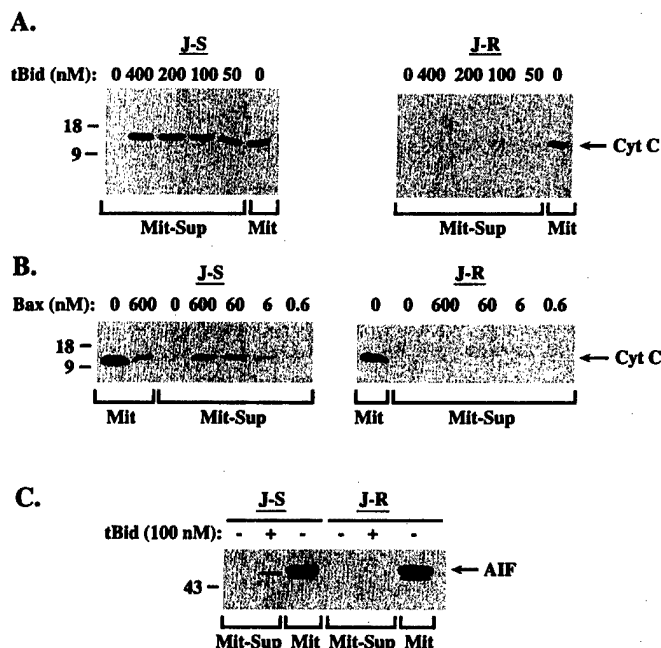 A.
J-S
J-R
tBid (nM): 0 400 200 100 50 0
0 400 200 100 50 0
18
9
Cyt C
Mit-Sup Mit
Mit-Sup Mit
B.
J-S
J-R
Bax (nM): 0 600 0 600 60 6 0.6
0 0 600 60 6 0.6
18
9
Cyt C
Mit Mit-Sup
Mit Mit-Sup
C.
J-S J-R
tBid (100 nM): - + - - + -
43
AIF
Mit-Sup Mit Mit-Sup Mit